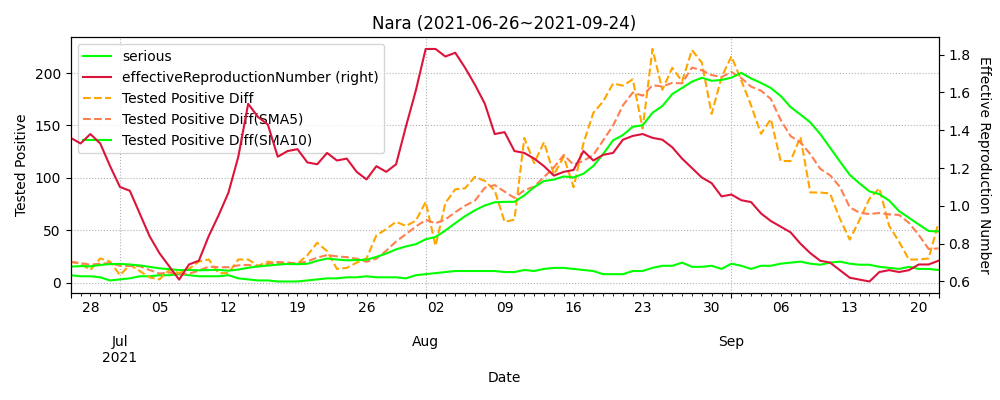 Nara (2021-06-26~2021-09-24)
serious
effectiveReproductionNumber (right)
Tested Positive Diff
Tested Positive Diff(SMA5)
Tested Positive Diff(SMA10)
Tested Positive
200
150
100
50
0
1.8
1.6
1.4
1.2
1.0
0.8
0.6
Effective Reproduction Number
28 05 12 19 26 02 09 16 23 30 06 13 20
Jul Aug Sep
2021
Date